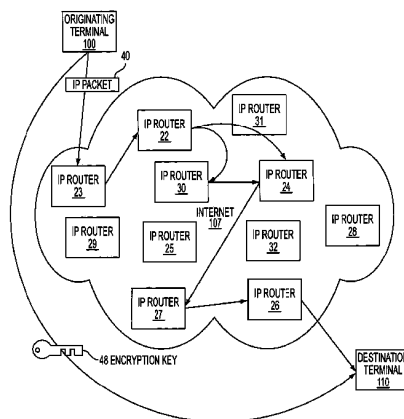 ORIGINATING
TERMINAL
100
40
IP PACKET
IP ROUTER
22
IP ROUTER
31
IP ROUTER
23
IP ROUTER
30
IP ROUTER
24
IP ROUTER
29
IP ROUTER
25
INTERNET
107
IP ROUTER
32
IP ROUTER
28
IP ROUTER
27
IP ROUTER
26
48 ENCRYPTION KEY
DESTINATION
TERMINAL
110